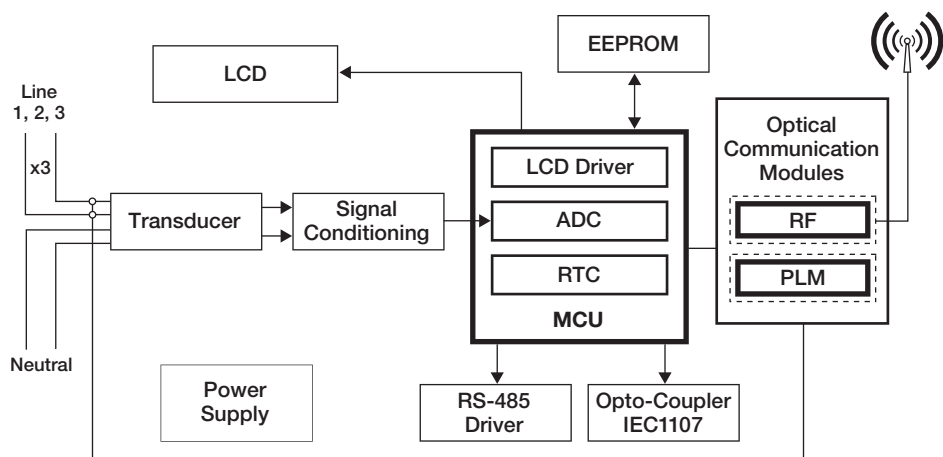 LCD
EEPROM
Line
1, 2, 3
x3
Optical
Communication
Modules
LCD Driver
Transducer
Signal
Conditioning
ADC
RF
RTC
PLM
MCU
Neutral
Power
Supply
RS-485
Driver
Opto-Coupler
IEC1107